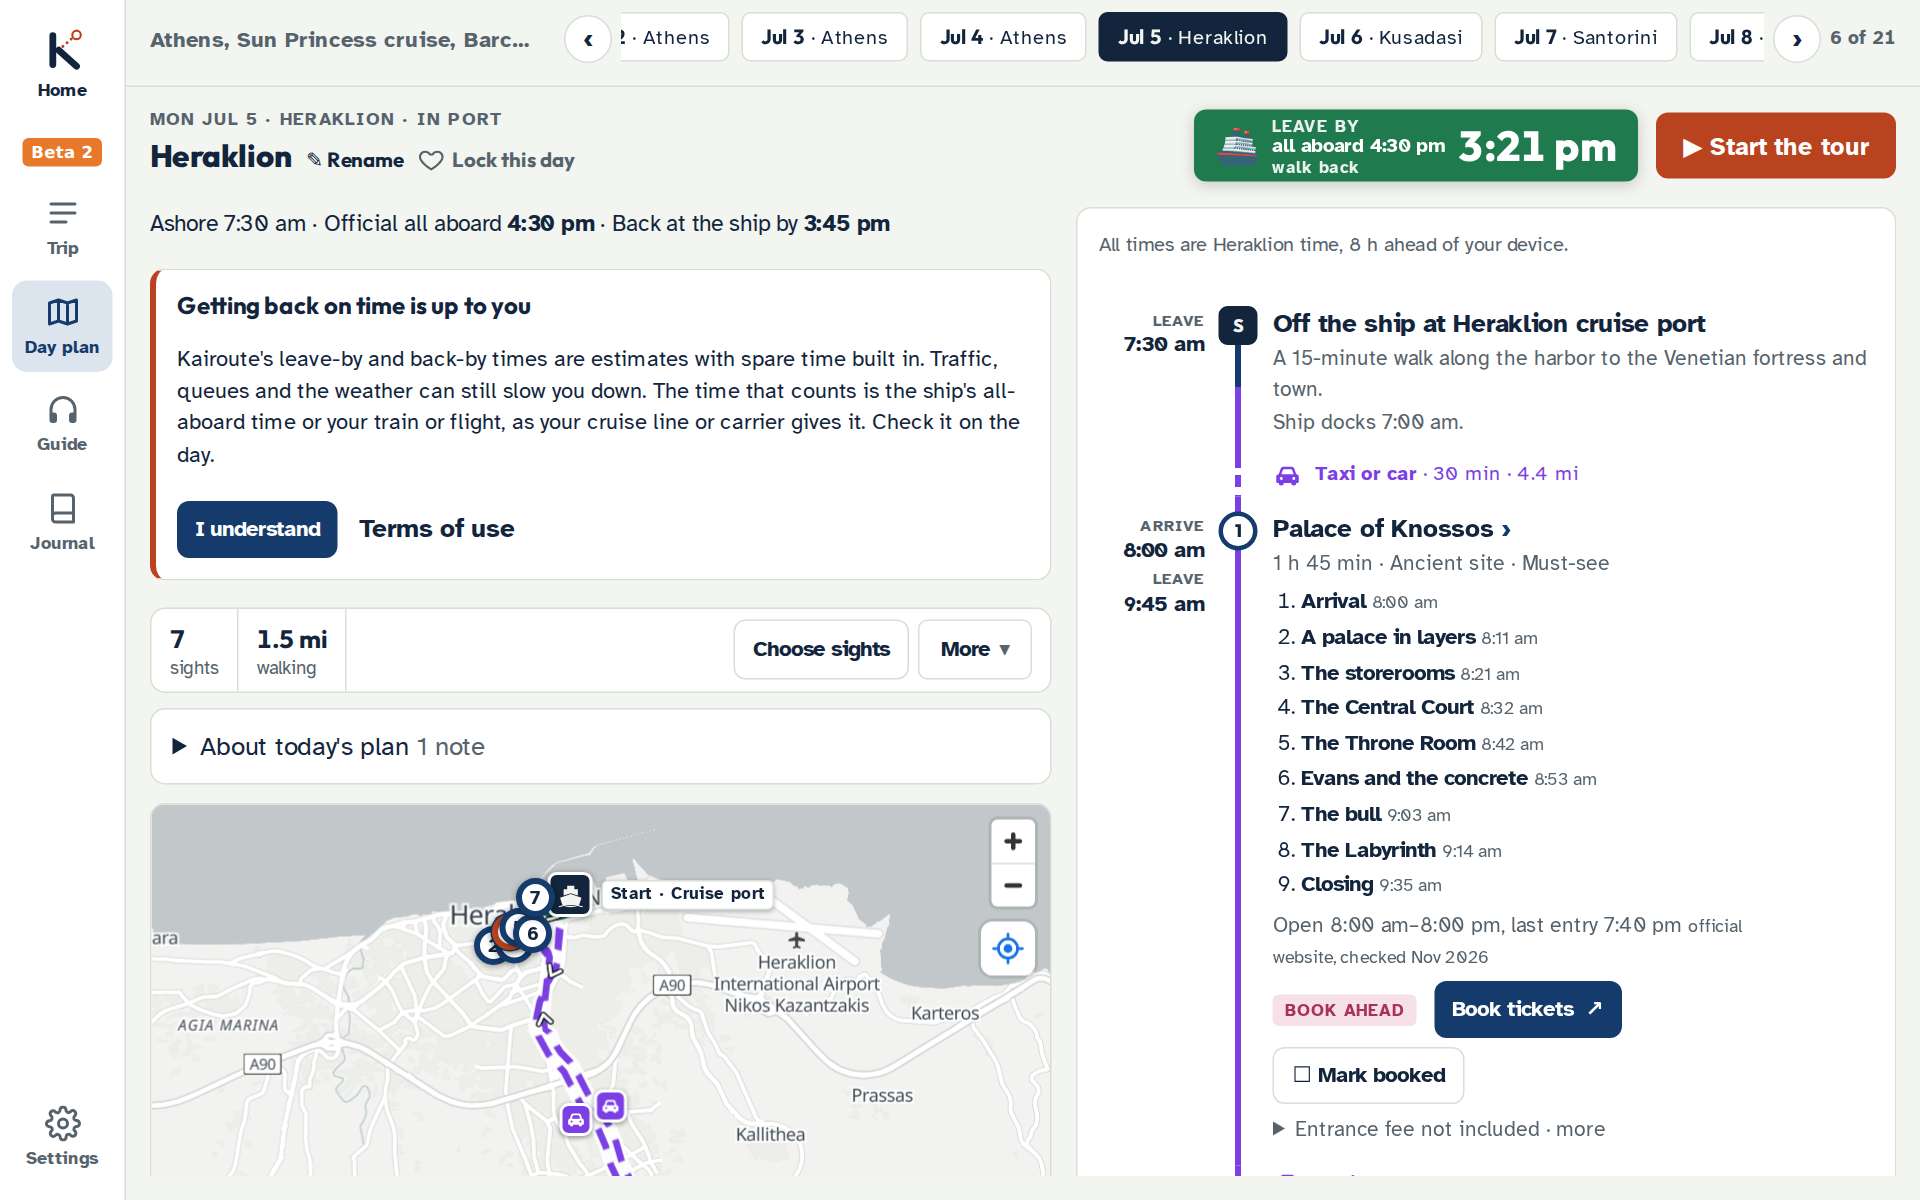 Home
Beta 2
Trip
Day plan
Guide
Journal
Settings
Athens, Sun Princess cruise, Barc...
‹
2 · Athens
Jul 3 · Athens
Jul 4 · Athens
Jul 5 · Heraklion
Jul 6 · Kusadasi
Jul 7 · Santorini
Jul 8 ·
›
6 of 21
MON JUL 5 · HERAKLION · IN PORT
Heraklion ✎ Rename ♡ Lock this day
LEAVE BY
all aboard 4:30 pm
walk back
3:21 pm
▶ Start the tour
Ashore 7:30 am · Official all aboard 4:30 pm · Back at the ship by 3:45 pm
Getting back on time is up to you
Kairoute's leave-by and back-by times are estimates with spare time built in. Traffic,
queues and the weather can still slow you down. The time that counts is the ship's all-
aboard time or your train or flight, as your cruise line or carrier gives it. Check it on the
day.
I understand
Terms of use
7
sights
1.5 mi
walking
Choose sights
More ▼
▶ About today's plan 1 note
7
Start · Cruise port
6
2
ara
A90
Heraklion
International Airport
Nikos Kazantzakis
Karteros
AGIA MARINA
A90
Prassas
Kallithea
+
−
All times are Heraklion time, 8 h ahead of your device.
LEAVE
7:30 am
S
Off the ship at Heraklion cruise port
A 15-minute walk along the harbor to the Venetian fortress and
town.
Ship docks 7:00 am.
Taxi or car · 30 min · 4.4 mi
ARRIVE
8:00 am
LEAVE
9:45 am
1
Palace of Knossos ›
1 h 45 min · Ancient site · Must-see
1. Arrival 8:00 am
2. A palace in layers 8:11 am
3. The storerooms 8:21 am
4. The Central Court 8:32 am
5. The Throne Room 8:42 am
6. Evans and the concrete 8:53 am
7. The bull 9:03 am
8. The Labyrinth 9:14 am
9. Closing 9:35 am
Open 8:00 am–8:00 pm, last entry 7:40 pm official
website, checked Nov 2026
BOOK AHEAD
Book tickets ↗
☐ Mark booked
▶ Entrance fee not included · more